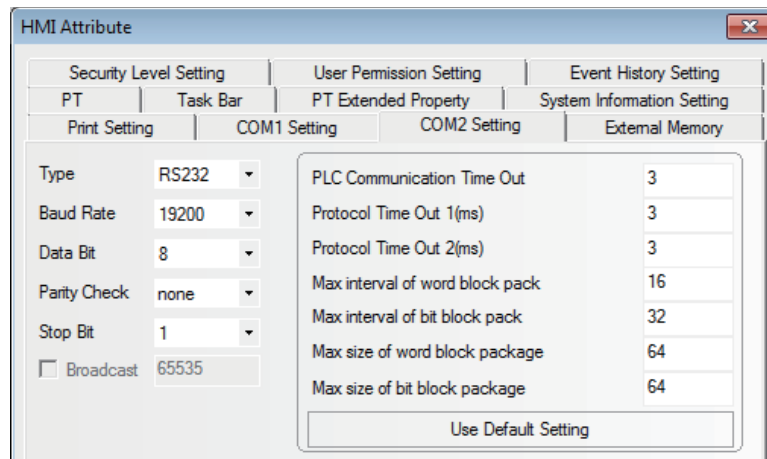 HMI Attribute
Security Level Setting User Permission Setting Event History Setting
PT Task Bar PT Extended Property System Information Setting
Print Setting COM1 Setting COM2 Setting External Memory
Type RS232
Baud Rate 19200
Data Bit 8
Parity Check none
Stop Bit 1
Broadcast 65535
PLC Communication Time Out 3
Protocol Time Out 1(ms) 3
Protocol Time Out 2(ms) 3
Max interval of word block pack 16
Max interval of bit block pack 32
Max size of word block package 64
Max size of bit block package 64
Use Default Setting